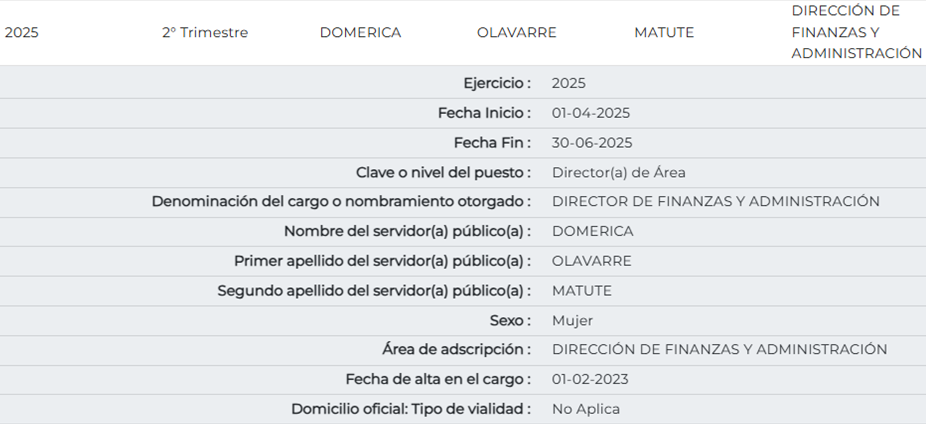 2025 2° Trimestre DOMERICA OLAVARRE MATUTE DIRECCIÓN DE
FINANZAS Y
ADMINISTRACIÓN
Ejercicio : 2025
Fecha Inicio : 01-04-2025
Fecha Fin : 30-06-2025
Clave o nivel del puesto : Director(a) de Área
Denominación del cargo o nombramiento otorgado : DIRECTOR DE FINANZAS Y ADMINISTRACIÓN
Nombre del servidor(a) público(a) : DOMERICA
Primer apellido del servidor(a) público(a) : OLAVARRE
Segundo apellido del servidor(a) público(a) : MATUTE
Sexo : Mujer
Área de adscripción : DIRECCIÓN DE FINANZAS Y ADMINISTRACIÓN
Fecha de alta en el cargo : 01-02-2023
Domicilio oficial: Tipo de vialidad : No Aplica